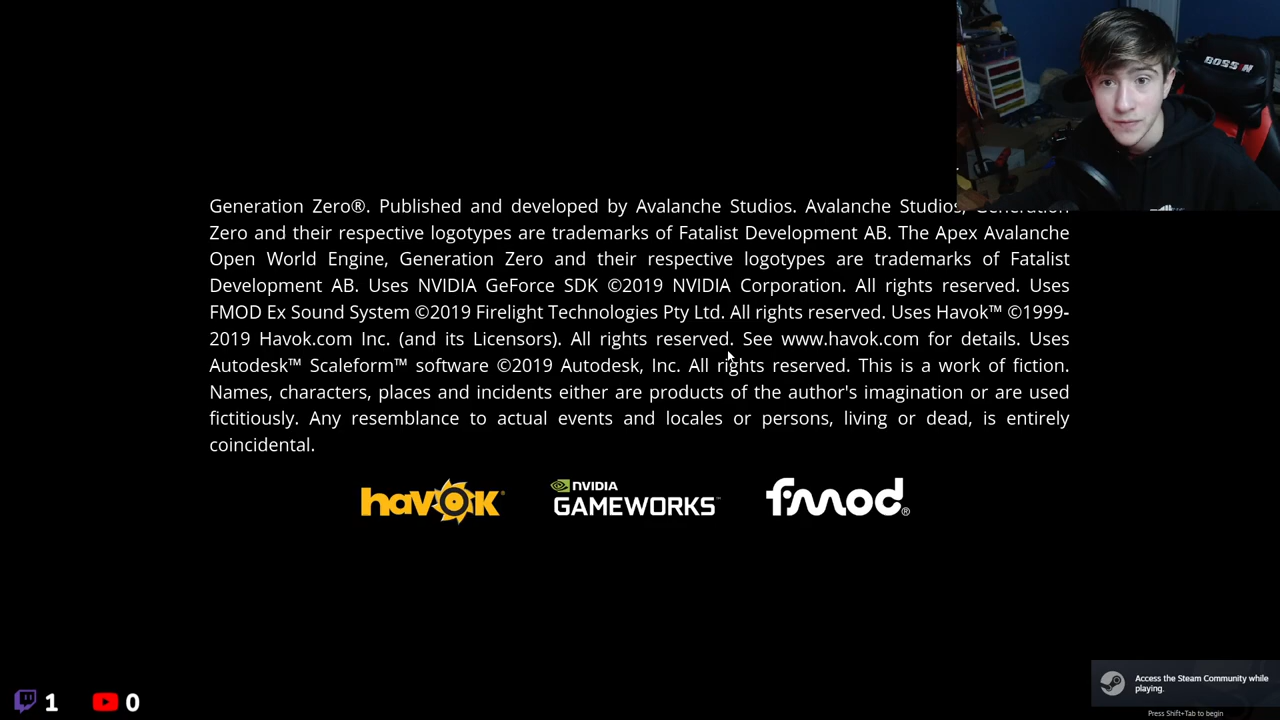 BOSSIN
Generation Zero®. Published and developed by Avalanche Studios. Avalanche Studios, Generation
Zero and their respective logotypes are trademarks of Fatalist Development AB. The Apex Avalanche
Open World Engine, Generation Zero and their respective logotypes are trademarks of Fatalist
Development AB. Uses NVIDIA GeForce SDK ©2019 NVIDIA Corporation. All rights reserved. Uses
FMOD Ex Sound System ©2019 Firelight Technologies Pty Ltd. All rights reserved. Uses Havok™ ©1999-
2019 Havok.com Inc. (and its Licensors). All rights reserved. See www.havok.com for details. Uses
Autodesk™ Scaleform™ software ©2019 Autodesk, Inc. All rights reserved. This is a work of fiction.
Names, characters, places and incidents either are products of the author's imagination or are used
fictitiously. Any resemblance to actual events and locales or persons, living or dead, is entirely
coincidental.
havok®
NVIDIA
GAMEWORKS™
fmod®
Access the Steam Community while
playing.
Press Shift+Tab to begin
1
0